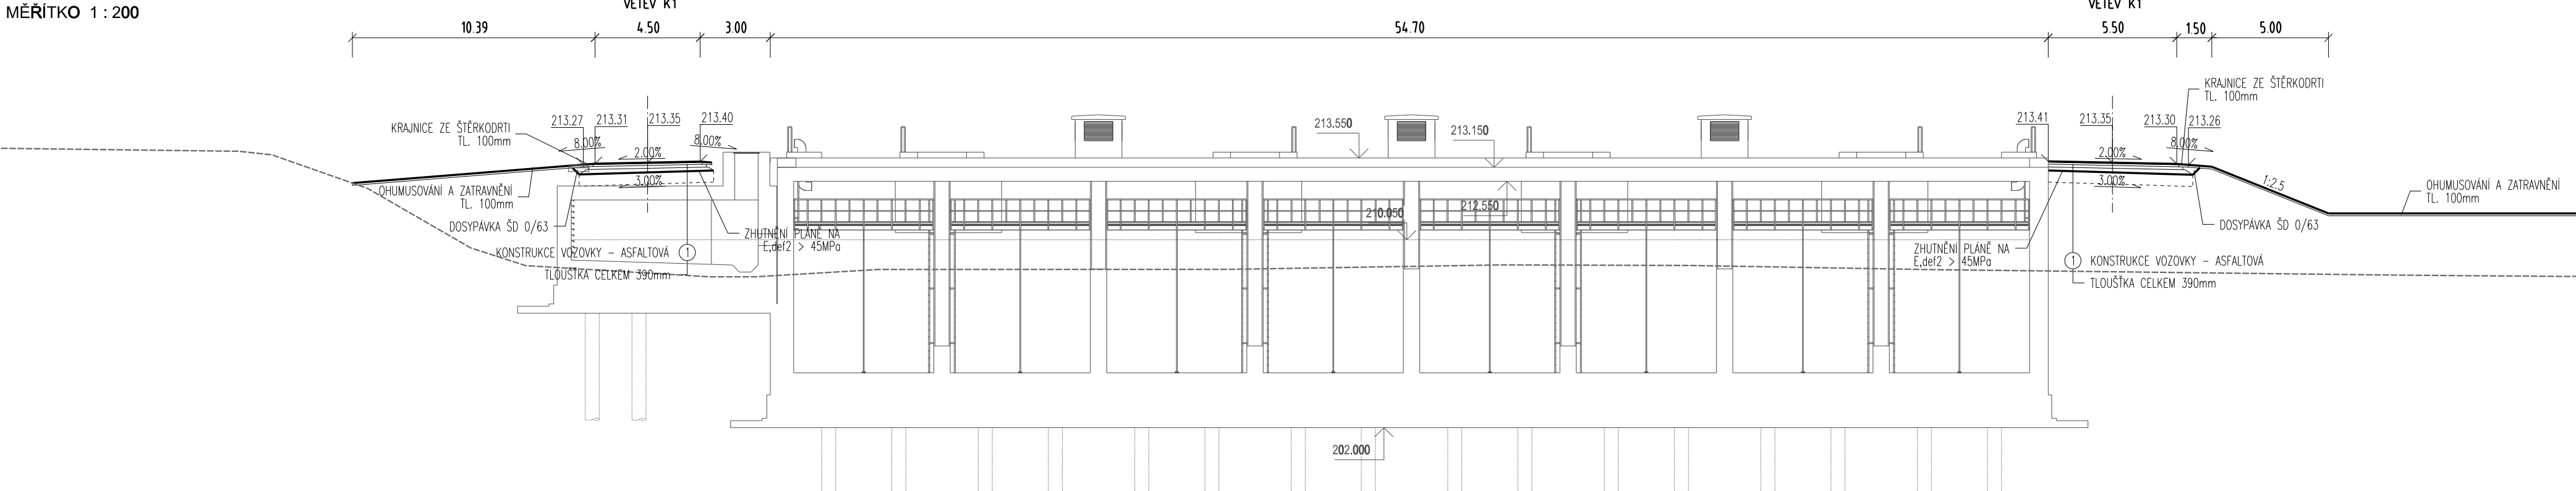 VĚTEV K1
VĚTEV K1
MĚŘÍTKO 1 : 200
10.39
4.50
3.00
54.70
5.50
1.50
5.00
KRAJNICE ZE ŠTĚRKODRTI
TL. 100mm
213.27
213.31
213.35
213.40
8.00%
2.00%
8.00%
3.00%
OHUMUSOVÁNÍ A ZATRAVNĚNÍ
TL. 100mm
DOSYPÁVKA ŠD 0/63
KONSTRUKCE VOZOVKY - ASFALTOVÁ
1
TLOUŠŤKA CELKEM 390mm
ZHUTNĚNÍ PLÁNĚ NA
E,def2 > 45MPa
213.550
213.150
210.050
212.550
202.000
213.41
213.35
213.30
213.26
KRAJNICE ZE ŠTĚRKODRTI
TL. 100mm
2.00%
8.00%
3.00%
1:2.5
OHUMUSOVÁNÍ A ZATRAVNĚNÍ
TL. 100mm
DOSYPÁVKA ŠD 0/63
ZHUTNĚNÍ PLÁNĚ NA
E,def2 > 45MPa
1
KONSTRUKCE VOZOVKY - ASFALTOVÁ
TLOUŠŤKA CELKEM 390mm